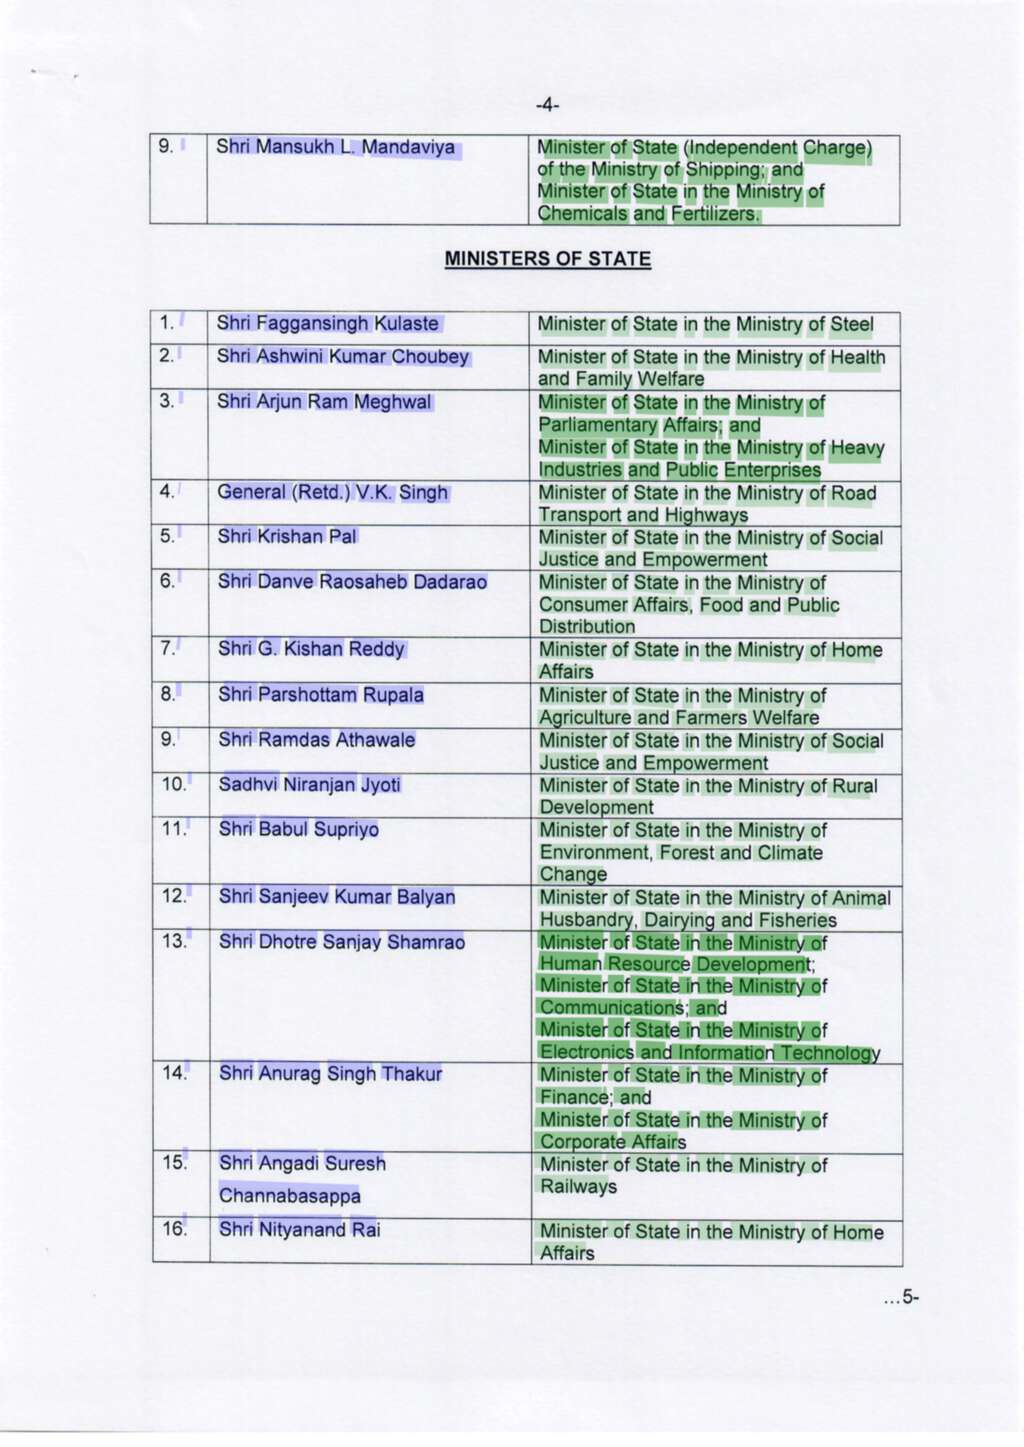 -4-
9. Shri Mansukh L. Mandaviya Minister of State (Independent Charge)
of the Ministry of Shipping; and
Minister of State in the Ministry of
Chemicals and Fertilizers.
MINISTERS OF STATE
1. Shri Faggansingh Kulaste Minister of State in the Ministry of Steel
2. Shri Ashwini Kumar Choubey Minister of State in the Ministry of Health
and Family Welfare
3. Shri Arjun Ram Meghwal Minister of State in the Ministry of
Parliamentary Affairs; and
Minister of State in the Ministry of Heavy
Industries and Public Enterprises
4. General (Retd.) V.K. Singh Minister of State in the Ministry of Road
Transport and Highways
5. Shri Krishan Pal Minister of State in the Ministry of Social
Justice and Empowerment
6. Shri Danve Raosaheb Dadarao Minister of State in the Ministry of
Consumer Affairs, Food and Public
Distribution
7. Shri G. Kishan Reddy Minister of State in the Ministry of Home
Affairs
8. Shri Parshottam Rupala Minister of State in the Ministry of
Agriculture and Farmers Welfare
9. Shri Ramdas Athawale Minister of State in the Ministry of Social
Justice and Empowerment
10. Sadhvi Niranjan Jyoti Minister of State in the Ministry of Rural
Development
11. Shri Babul Supriyo Minister of State in the Ministry of
Environment, Forest and Climate
Change
12. Shri Sanjeev Kumar Balyan Minister of State in the Ministry of Animal
Husbandry, Dairying and Fisheries
13. Shri Dhotre Sanjay Shamrao Minister of State in the Ministry of
Human Resource Development;
Minister of State in the Ministry of
Communications; and
Minister of State in the Ministry of
Electronics and Information Technology
14. Shri Anurag Singh Thakur Minister of State in the Ministry of
Finance; and
Minister of State in the Ministry of
Corporate Affairs
15. Shri Angadi Suresh Minister of State in the Ministry of
Channabasappa Railways
16. Shri Nityanand Rai Minister of State in the Ministry of Home
Affairs
...5-